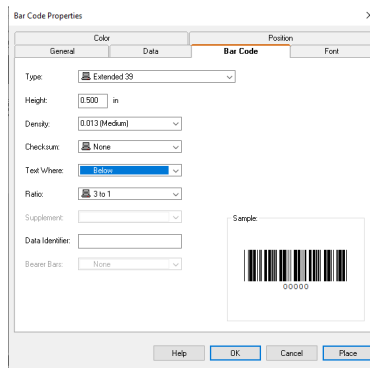 Bar Code Properties
Color Position
General Data Bar Code Font
Type: Extended 39
Height: 0.500 in
Density: 0.013 (Medium)
Checksum: None
Text Where: Below
Ratio: 3 to 1
Supplement:
Data Identifier:
Bearer Bars: None
Sample:
00000
Help OK Cancel Place